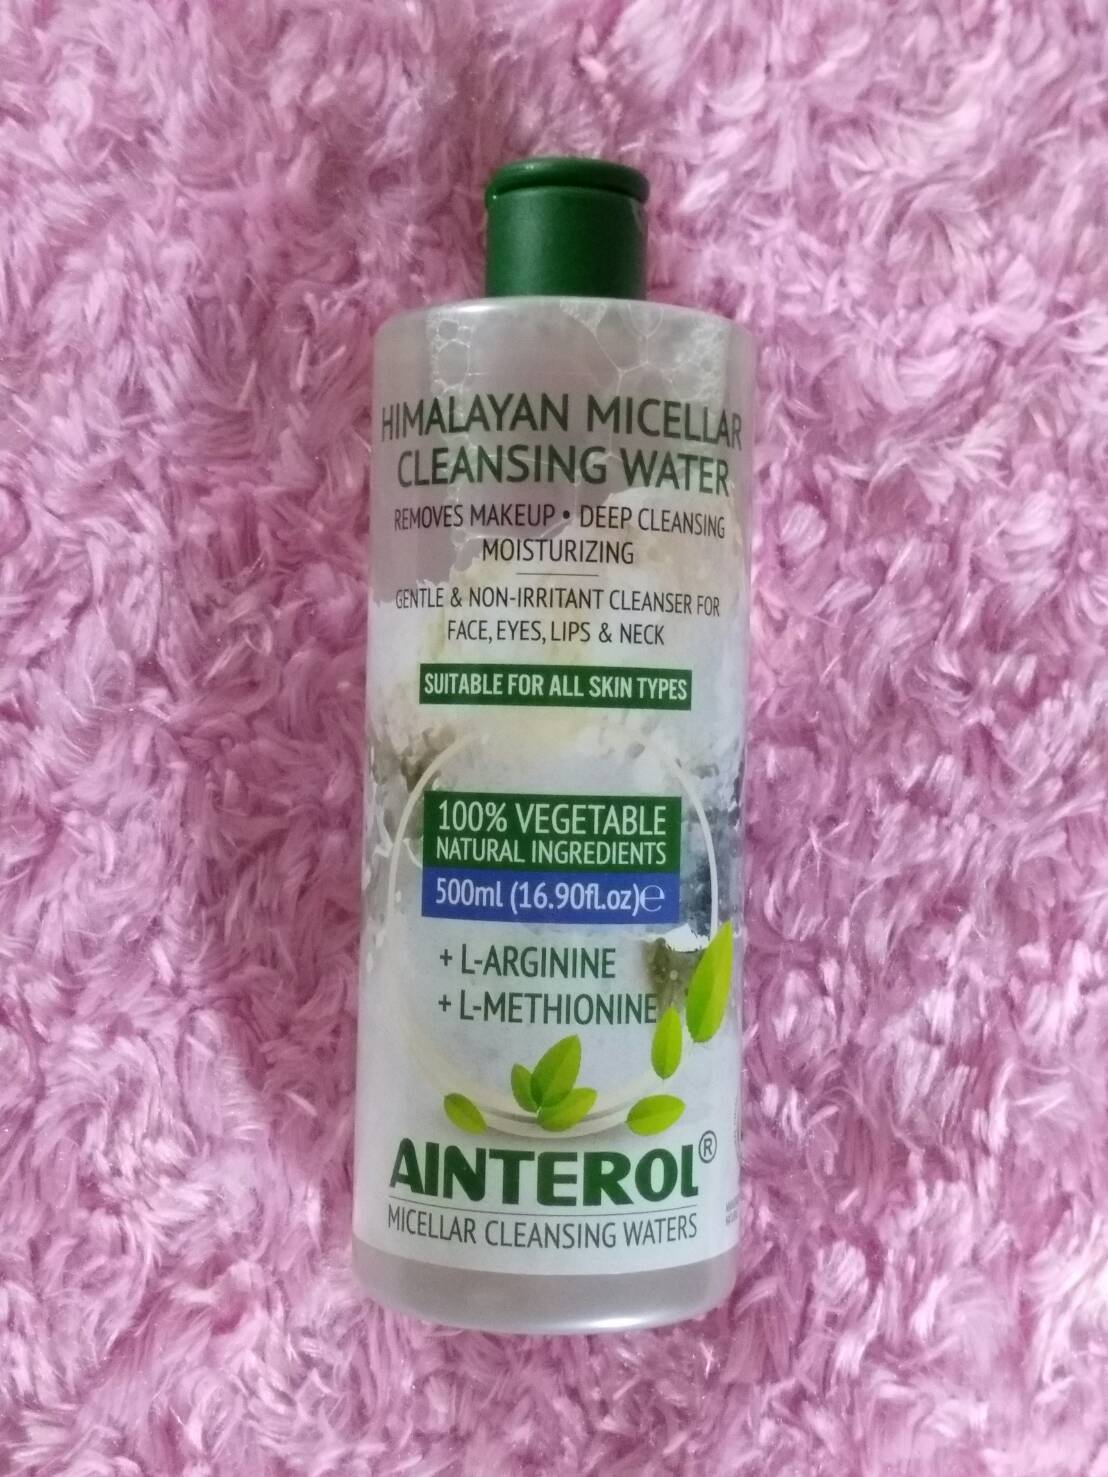 HIMALAYAN MICELLAR
CLEANSING WATER
REMOVES MAKEUP • DEEP CLEANSING
MOISTURIZING
GENTLE & NON-IRRITANT CLEANSER FOR
FACE, EYES, LIPS & NECK
SUITABLE FOR ALL SKIN TYPES
100% VEGETABLE
NATURAL INGREDIENTS
500ml (16.90fl.oz)℮
+ L-ARGININE
+ L-METHIONINE
AINTEROL®
MICELLAR CLEANSING WATERS